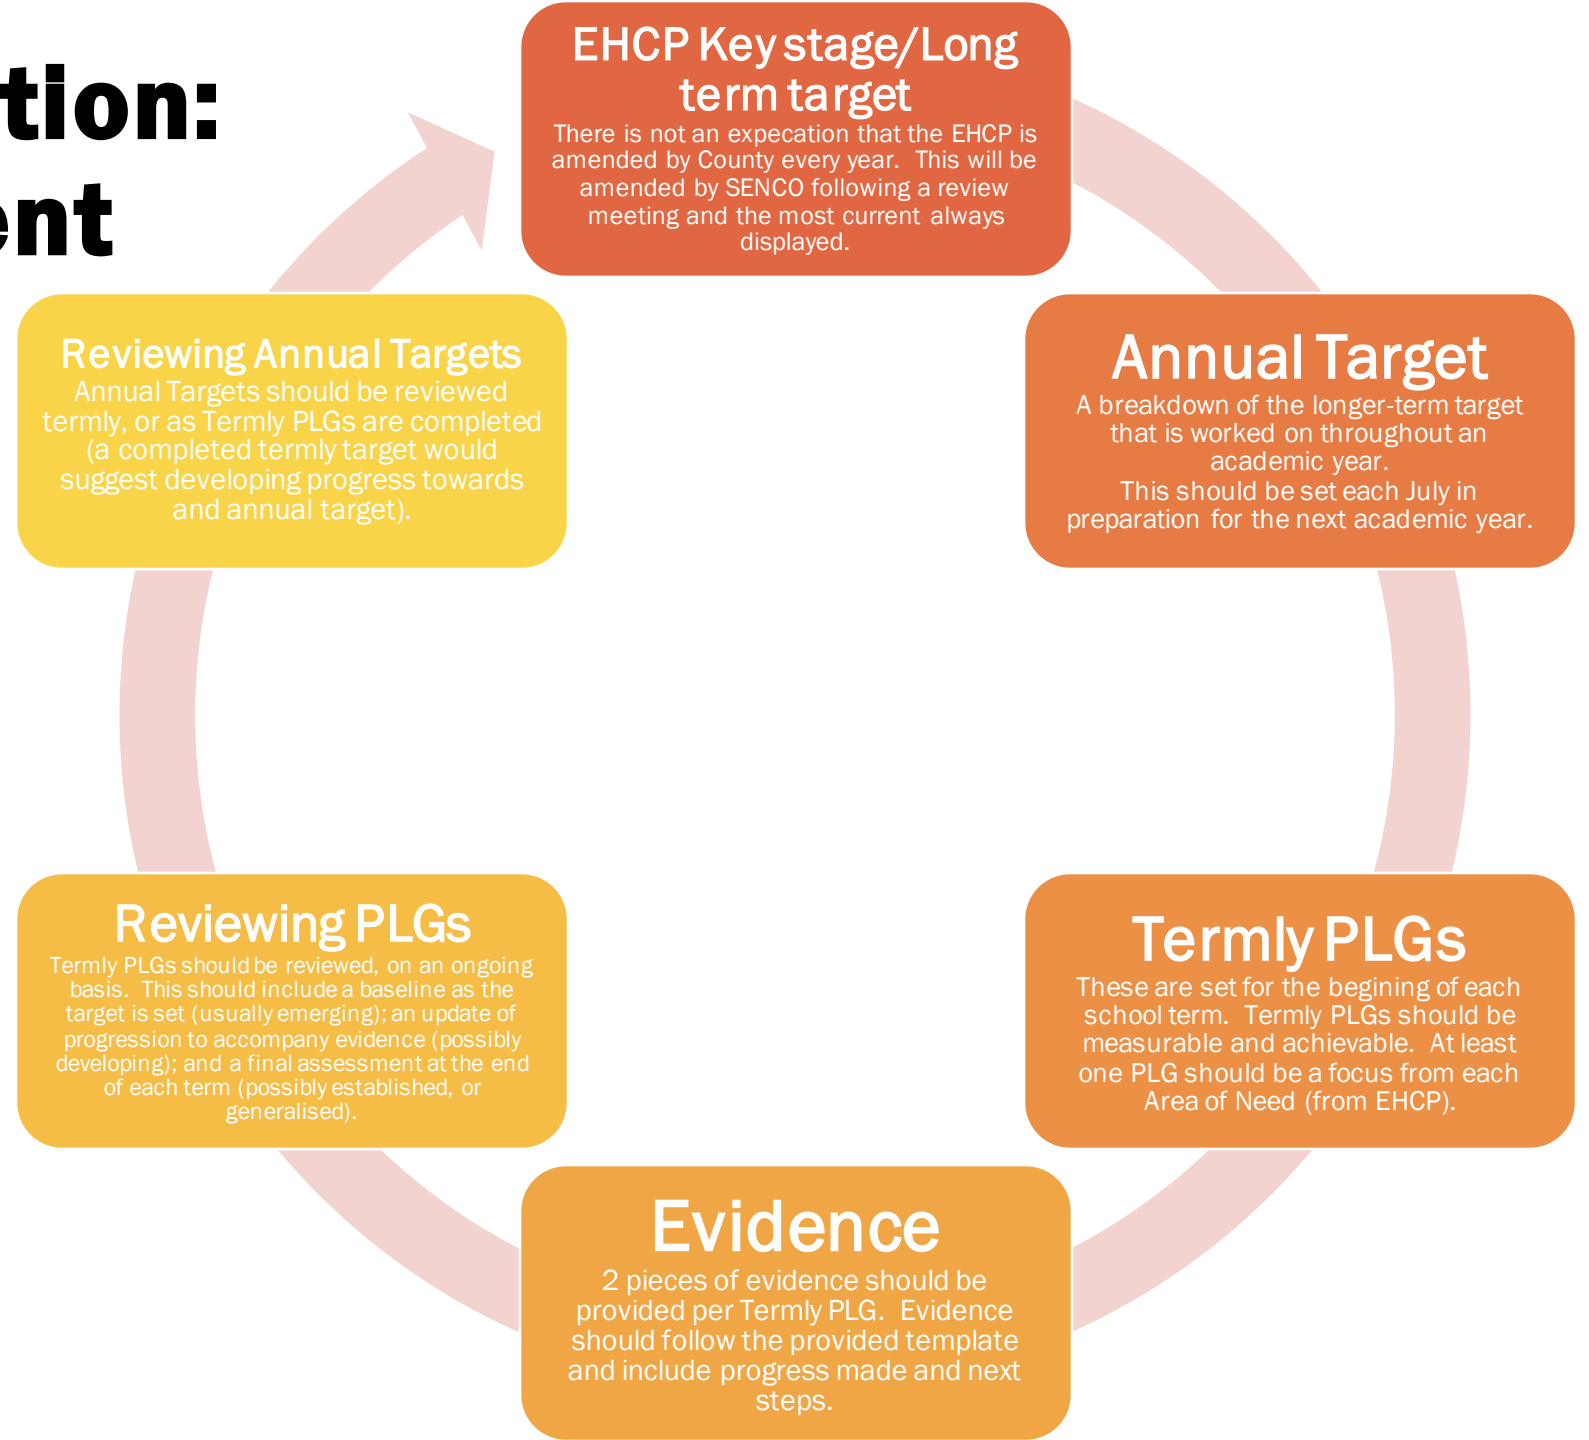 tion:
ent
EHCP Key stage/Long
term target
There is not an expecation that the EHCP is
amended by County every year. This will be
amended by SENCO following a review
meeting and the most current always
displayed.
Annual Target
A breakdown of the longer-term target
that is worked on throughout an
academic year.
This should be set each July in
preparation for the next academic year.
Termly PLGs
These are set for the begining of each
school term. Termly PLGs should be
measurable and achievable. At least
one PLG should be a focus from each
Area of Need (from EHCP).
Evidence
2 pieces of evidence should be
provided per Termly PLG. Evidence
should follow the provided template
and include progress made and next
steps.
Reviewing PLGs
Termly PLGs should be reviewed, on an ongoing
basis. This should include a baseline as the
target is set (usually emerging); an update of
progression to accompany evidence (possibly
developing); and a final assessment at the end
of each term (possibly established, or
generalised).
Reviewing Annual Targets
Annual Targets should be reviewed
termly, or as Termly PLGs are completed
(a completed termly target would
suggest developing progress towards
and annual target).